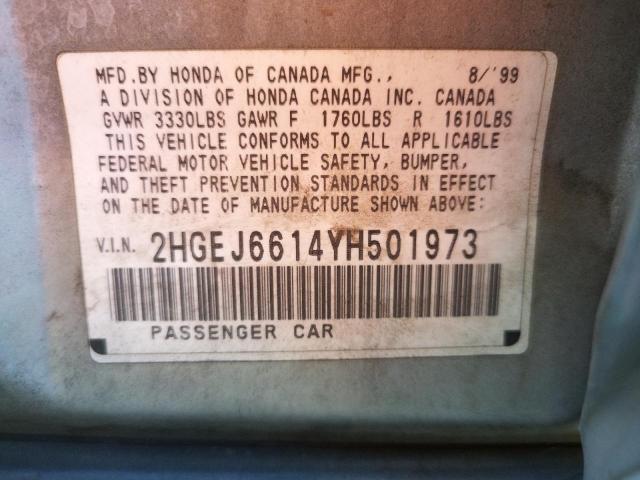 MFD.BY HONDA OF CANADA MFG., 8/'99
A DIVISION OF HONDA CANADA INC. CANADA
GVWR 3330LBS GAWR F 1760LBS R 1610LBS
THIS VEHICLE CONFORMS TO ALL APPLICABLE
FEDERAL MOTOR VEHICLE SAFETY, BUMPER,
AND THEFT PREVENTION STANDARDS IN EFFECT
ON THE DATE OF MANUFACTURE SHOWN ABOVE:
V.I.N. 2HGEJ6614YH501973
PASSENGER CAR